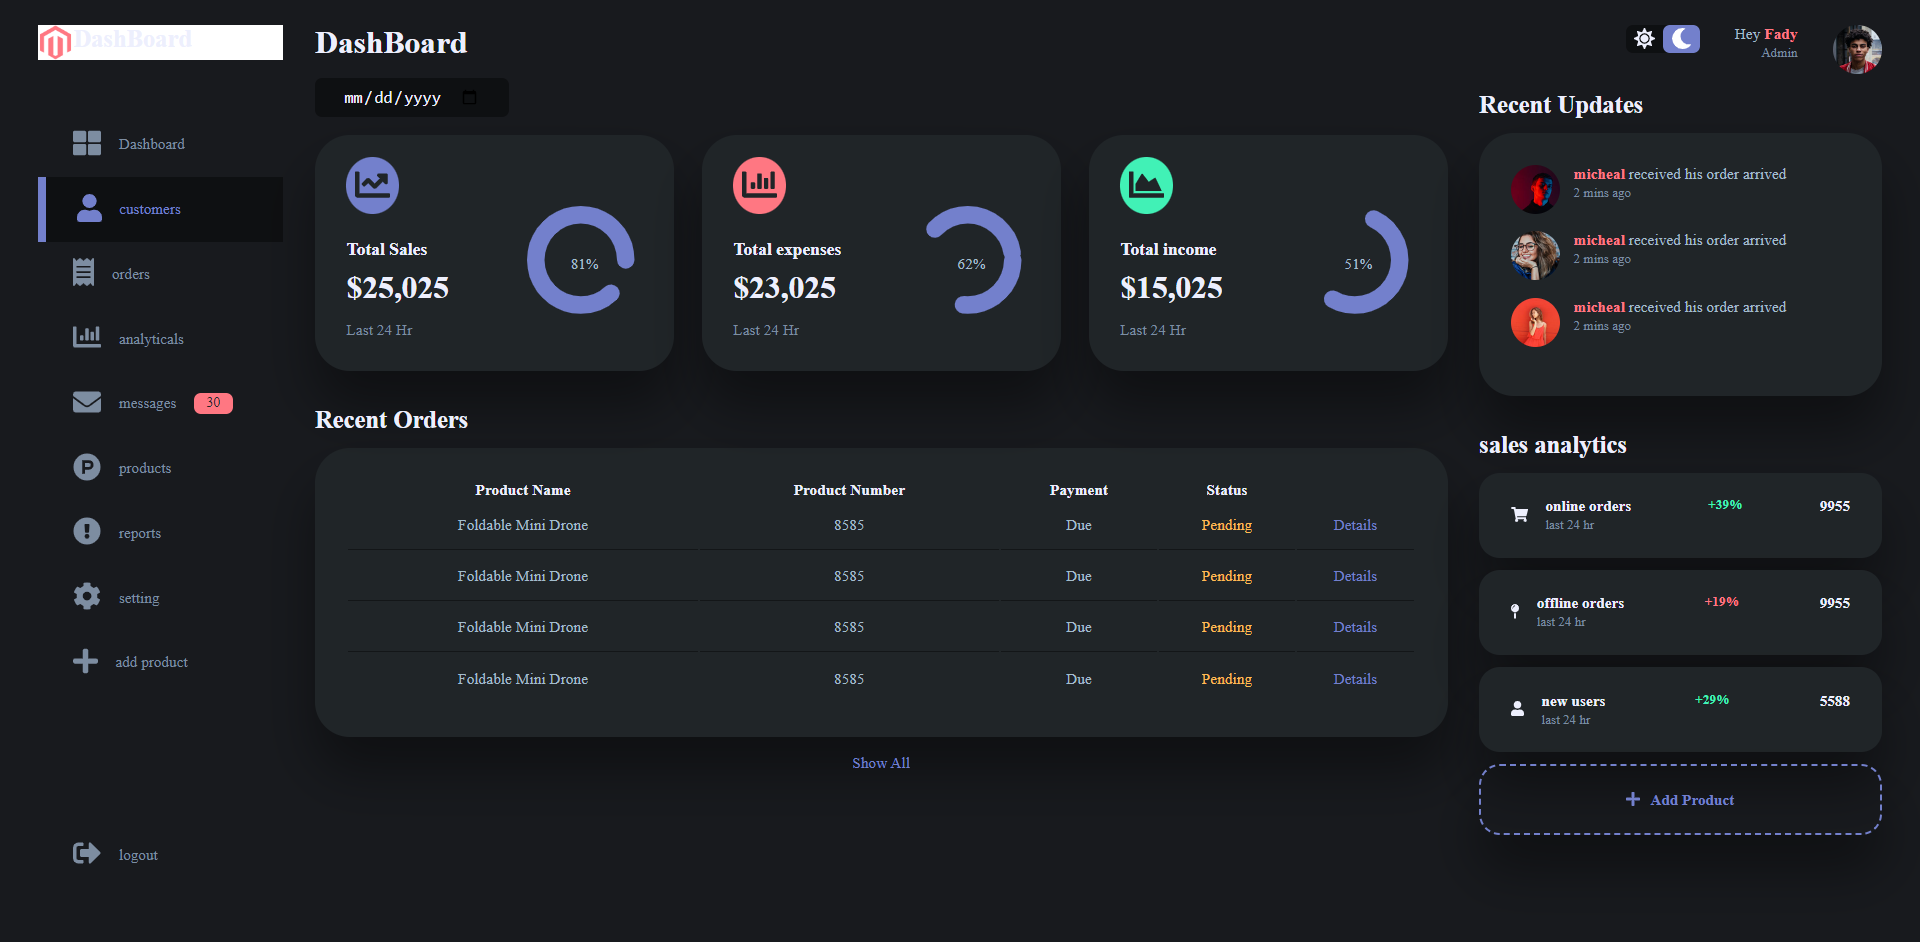 DashBoard
Dashboard
customers
orders
analyticals
messages 30
products
reports
setting
add product
logout
DashBoard
mm/dd/yyyy
Total Sales
$25,025
Last 24 Hr
81%
Total expenses
$23,025
Last 24 Hr
62%
Total income
$15,025
Last 24 Hr
51%
Recent Orders
Product Name Product Number Payment Status
Foldable Mini Drone 8585 Due Pending Details
Foldable Mini Drone 8585 Due Pending Details
Foldable Mini Drone 8585 Due Pending Details
Foldable Mini Drone 8585 Due Pending Details
Show All
Hey Fady
Admin
Recent Updates
micheal received his order arrived
2 mins ago
micheal received his order arrived
2 mins ago
micheal received his order arrived
2 mins ago
sales analytics
online orders +39% 9955
last 24 hr
offline orders +19% 9955
last 24 hr
new users +29% 5588
last 24 hr
Add Product